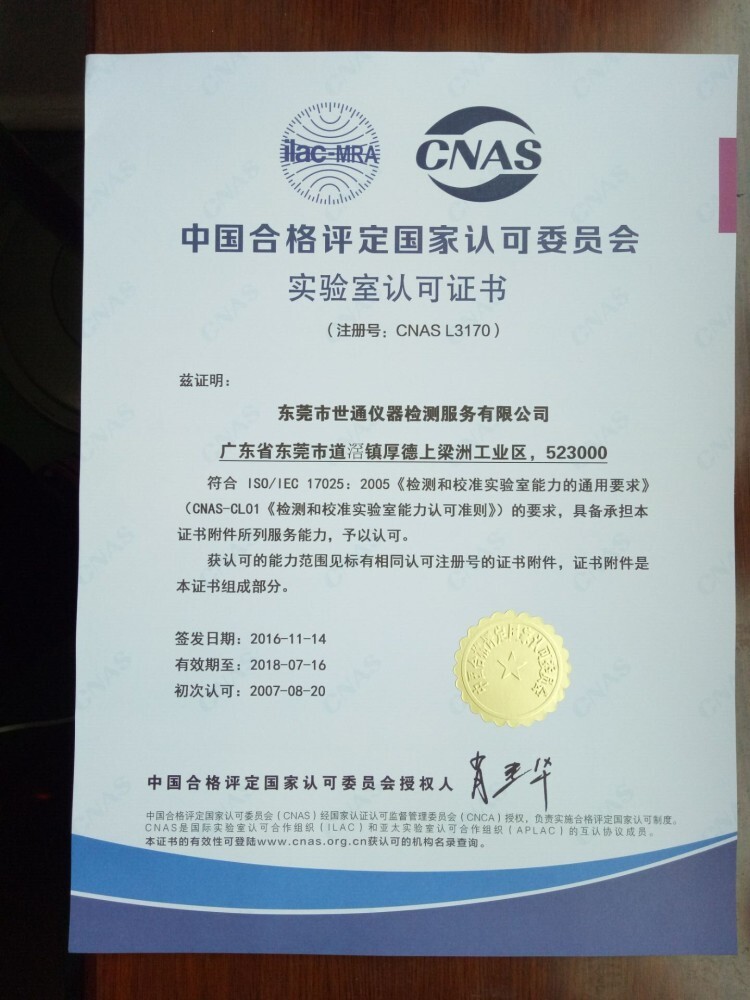 ilac-MRA
CNAS
中国合格评定国家认可委员会
实验室认可证书
（注册号：CNAS L3170）
兹证明：
东莞市世通仪器检测服务有限公司
广东省东莞市道滘镇厚德上梁洲工业区，523000
符合 ISO/IEC 17025：2005《检测和校准实验室能力的通用要求》
（CNAS-CL01《检测和校准实验室能力认可准则》）的要求，具备承担本
证书附件所列服务能力，予以认可。
获认可的能力范围见标有相同认可注册号的证书附件，证书附件是
本证书组成部分。
签发日期：2016-11-14
有效期至：2018-07-16
初次认可：2007-08-20
中国合格评定国家认可委员会
中国合格评定国家认可委员会授权人
中国合格评定国家认可委员会（CNAS）经国家认证认可监督管理委员会（CNCA）授权，负责实施合格评定国家认可制度。
CNAS是国际实验室认可合作组织（ILAC）和亚太实验室认可合作组织（APLAC）的互认协议成员。
本证书的有效性可登陆www.cnas.org.cn获认可的机构名录查询。